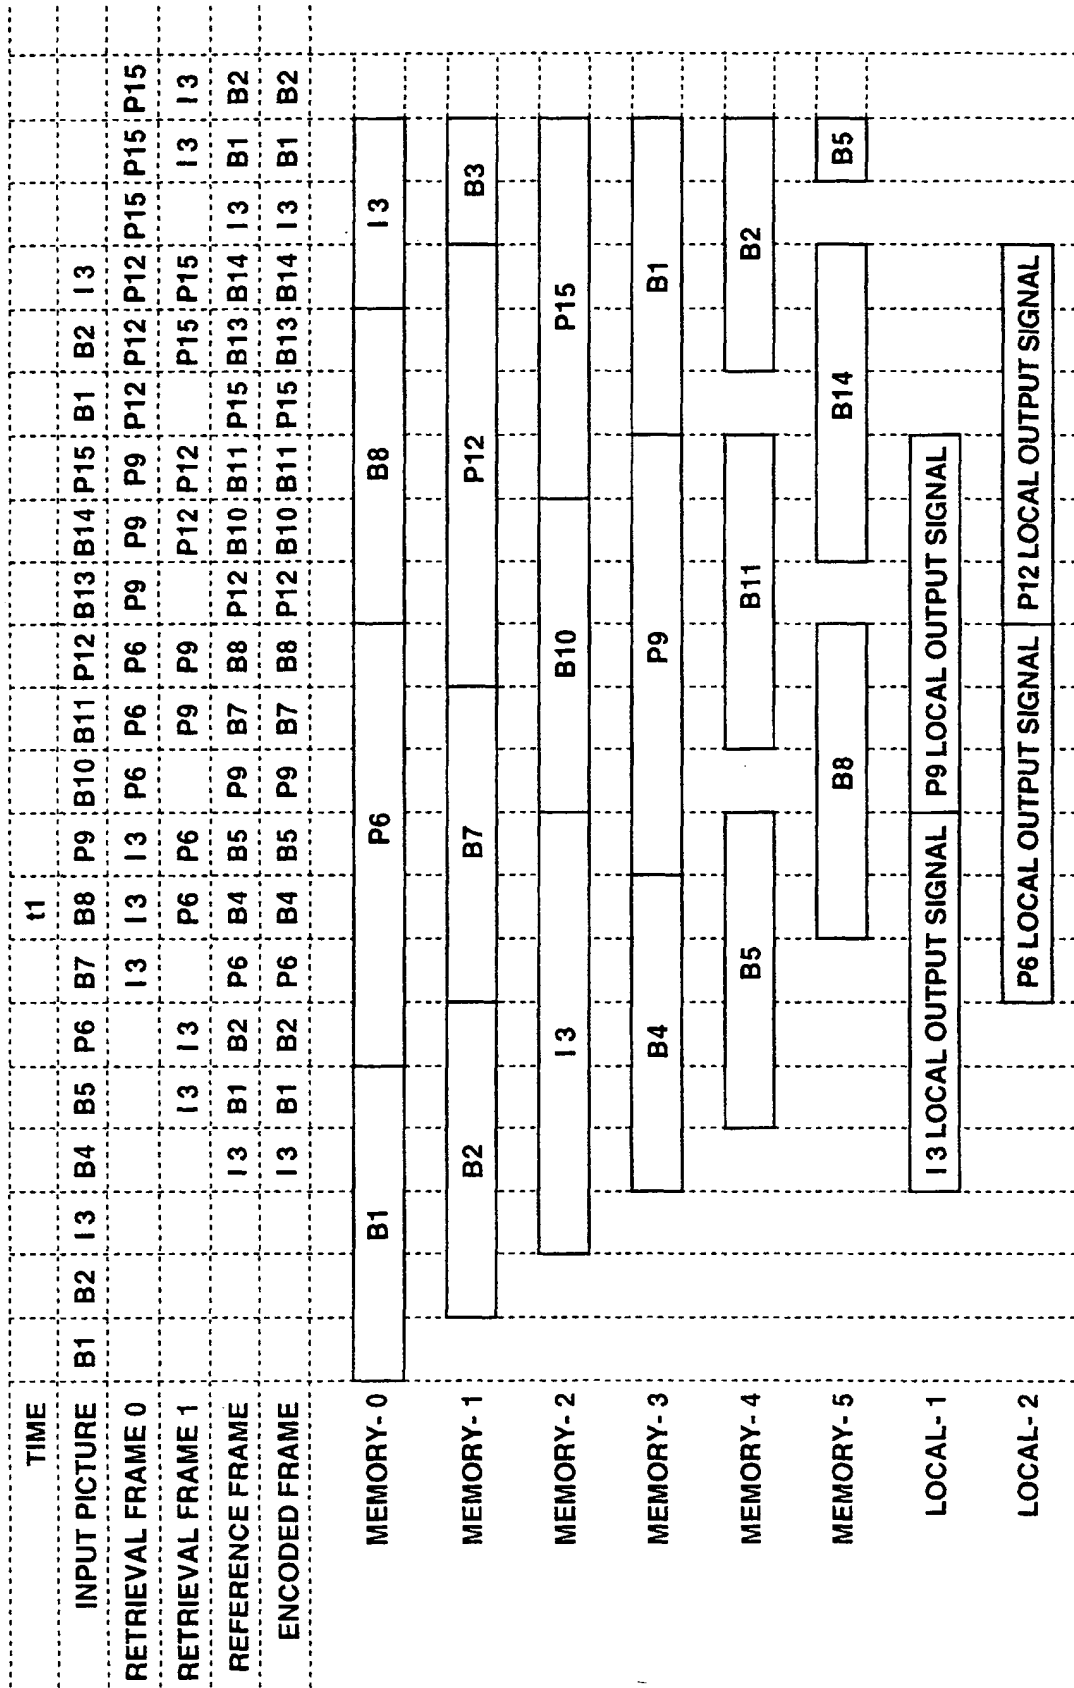 TIME t1
INPUT PICTURE B1 B2 I3 B4 B5 P6 B7 B8 P9 B10 B11 P12 B13 B14 P15 B1 B2 I3
RETRIEVAL FRAME 0 I3 I3 I3 P6 P6 P6 P9 P9 P9 P12 P12 P12 P15 P15 P15
RETRIEVAL FRAME 1 I3 I3 P6 P6 P9 P9 P12 P12 P15 P15 I3 I3
REFERENCE FRAME I3 B1 B2 P6 B4 B5 P9 B7 B8 P12 B10 B11 P15 B13 B14 I3 B1 B2
ENCODED FRAME I3 B1 B2 P6 B4 B5 P9 B7 B8 P12 B10 B11 P15 B13 B14 I3 B1 B2
MEMORY-0 B1 P6 B8 I3
MEMORY-1 B2 B7 P12 B3
MEMORY-2 I3 B10 P15
MEMORY-3 B4 P9 B1
MEMORY-4 B5 B11 B2
MEMORY-5 B8 B14 B5
LOCAL-1 I3 LOCAL OUTPUT SIGNAL P9 LOCAL OUTPUT SIGNAL
LOCAL-2 P6 LOCAL OUTPUT SIGNAL P12 LOCAL OUTPUT SIGNAL